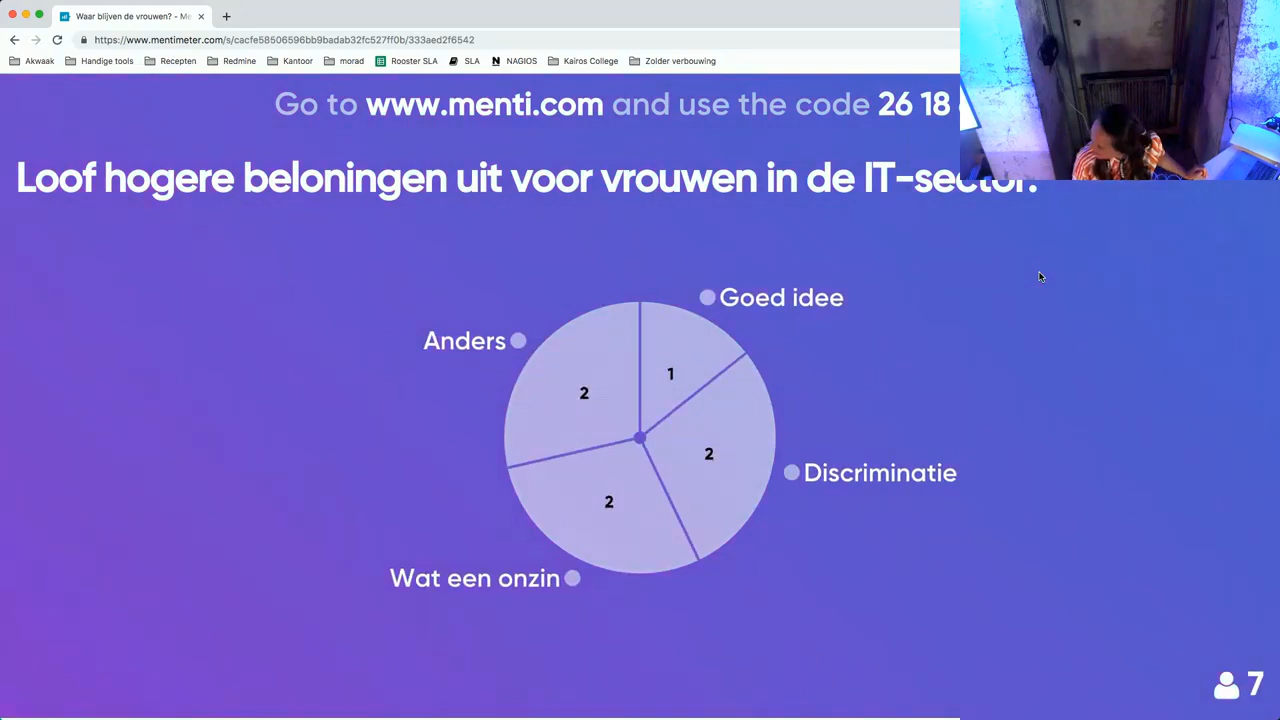 Waar blijven de vrouwen? - Me
https://www.mentimeter.com/s/cacfe58506596bb9badab32fc527ff0b/333aed2f6542
Akwaak Handige tools Recepten Redmine Kantoor morad Rooster SLA SLA NAGIOS Kairos College Zolder verbouwing
Go to www.menti.com and use the code 26 18
Loof hogere beloningen uit voor vrouwen in de IT-sector.
Goed idee
Anders
1
2
2
Discriminatie
2
Wat een onzin
7